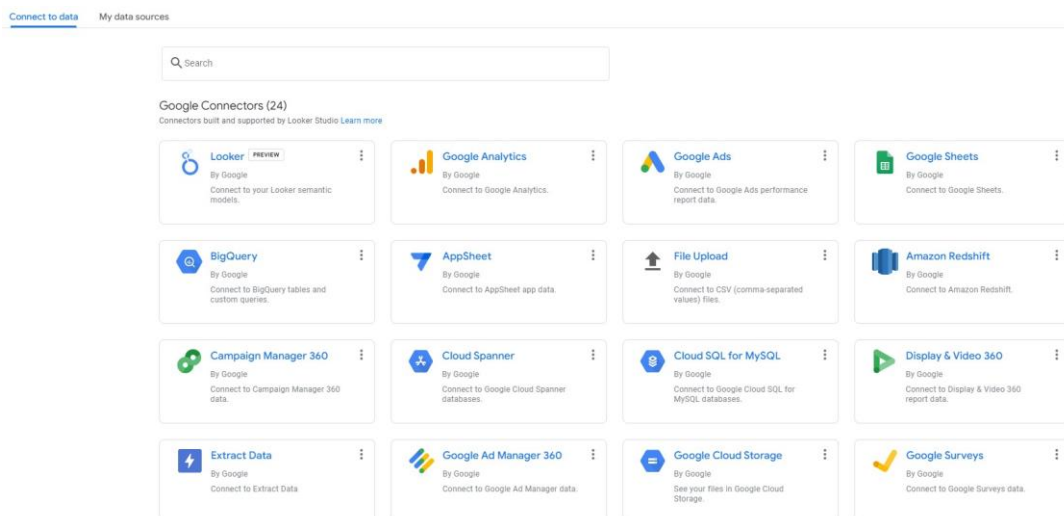 Connect to data
My data sources
Search
Google Connectors (24)
Connectors built and supported by Looker Studio Learn more
Looker PREVIEW
By Google
Connect to your Looker semantic
models.
Google Analytics
By Google
Connect to Google Analytics.
Google Ads
By Google
Connect to Google Ads performance
report data.
Google Sheets
By Google
Connect to Google Sheets.
BigQuery
By Google
Connect to BigQuery tables and
custom queries.
AppSheet
By Google
Connect to AppSheet app data.
File Upload
By Google
Connect to CSV (comma-separated
values) files.
Amazon Redshift
By Google
Connect to Amazon Redshift.
Campaign Manager 360
By Google
Connect to Campaign Manager 360
data.
Cloud Spanner
By Google
Connect to Google Cloud Spanner
databases.
Cloud SQL for MySQL
By Google
Connect to Google Cloud SQL for
MySQL databases.
Display & Video 360
By Google
Connect to Display & Video 360
report data.
Extract Data
By Google
Connect to Extract Data
Google Ad Manager 360
By Google
Connect to Google Ad Manager data.
Google Cloud Storage
By Google
See your files in Google Cloud
Storage.
Google Surveys
By Google
Connect to Google Surveys data.